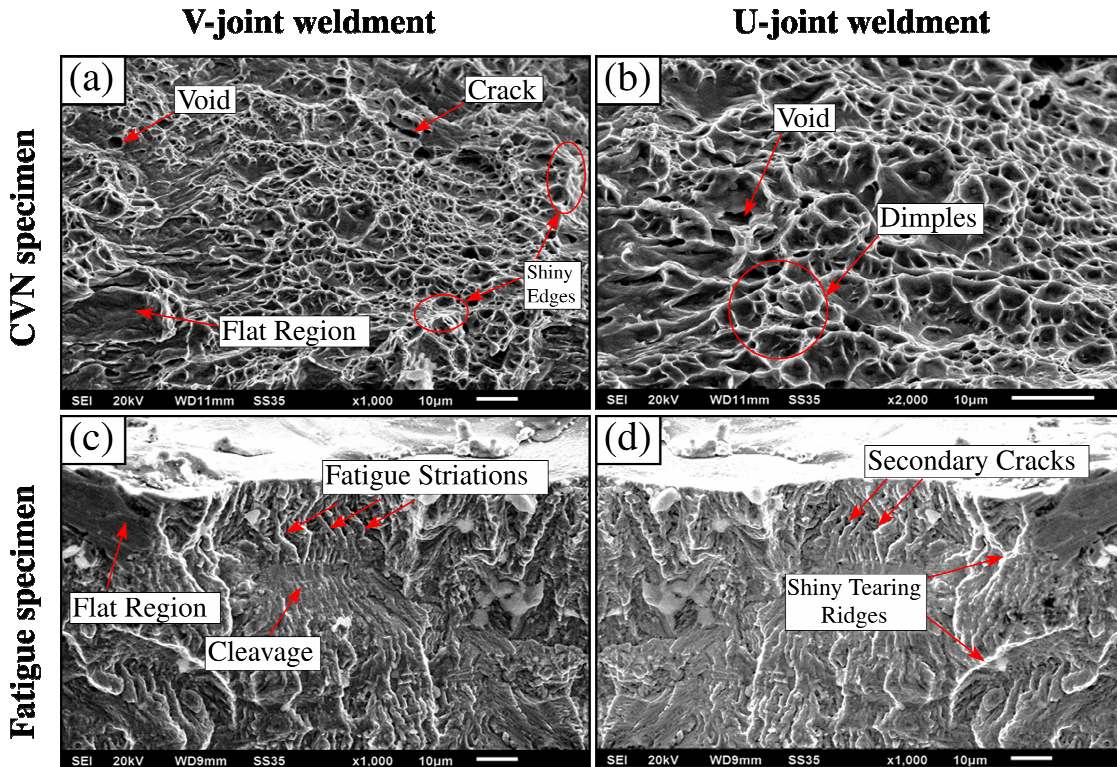 V-joint weldment
U-joint weldment
CVN specimen
(a)
Void
Crack
Shiny
Edges
Flat Region
SEI 20kV WD11mm SS35 x1,000 10µm
(b)
Void
Dimples
SEI 20kV WD11mm SS35 x2,000 10µm
Fatigue specimen
(c)
Fatigue Striations
Flat Region
Cleavage
SEI 20kV WD9mm SS35 x1,000 10µm
(d)
Secondary Cracks
Shiny Tearing
Ridges
SEI 20kV WD9mm SS35 x1,000 10µm